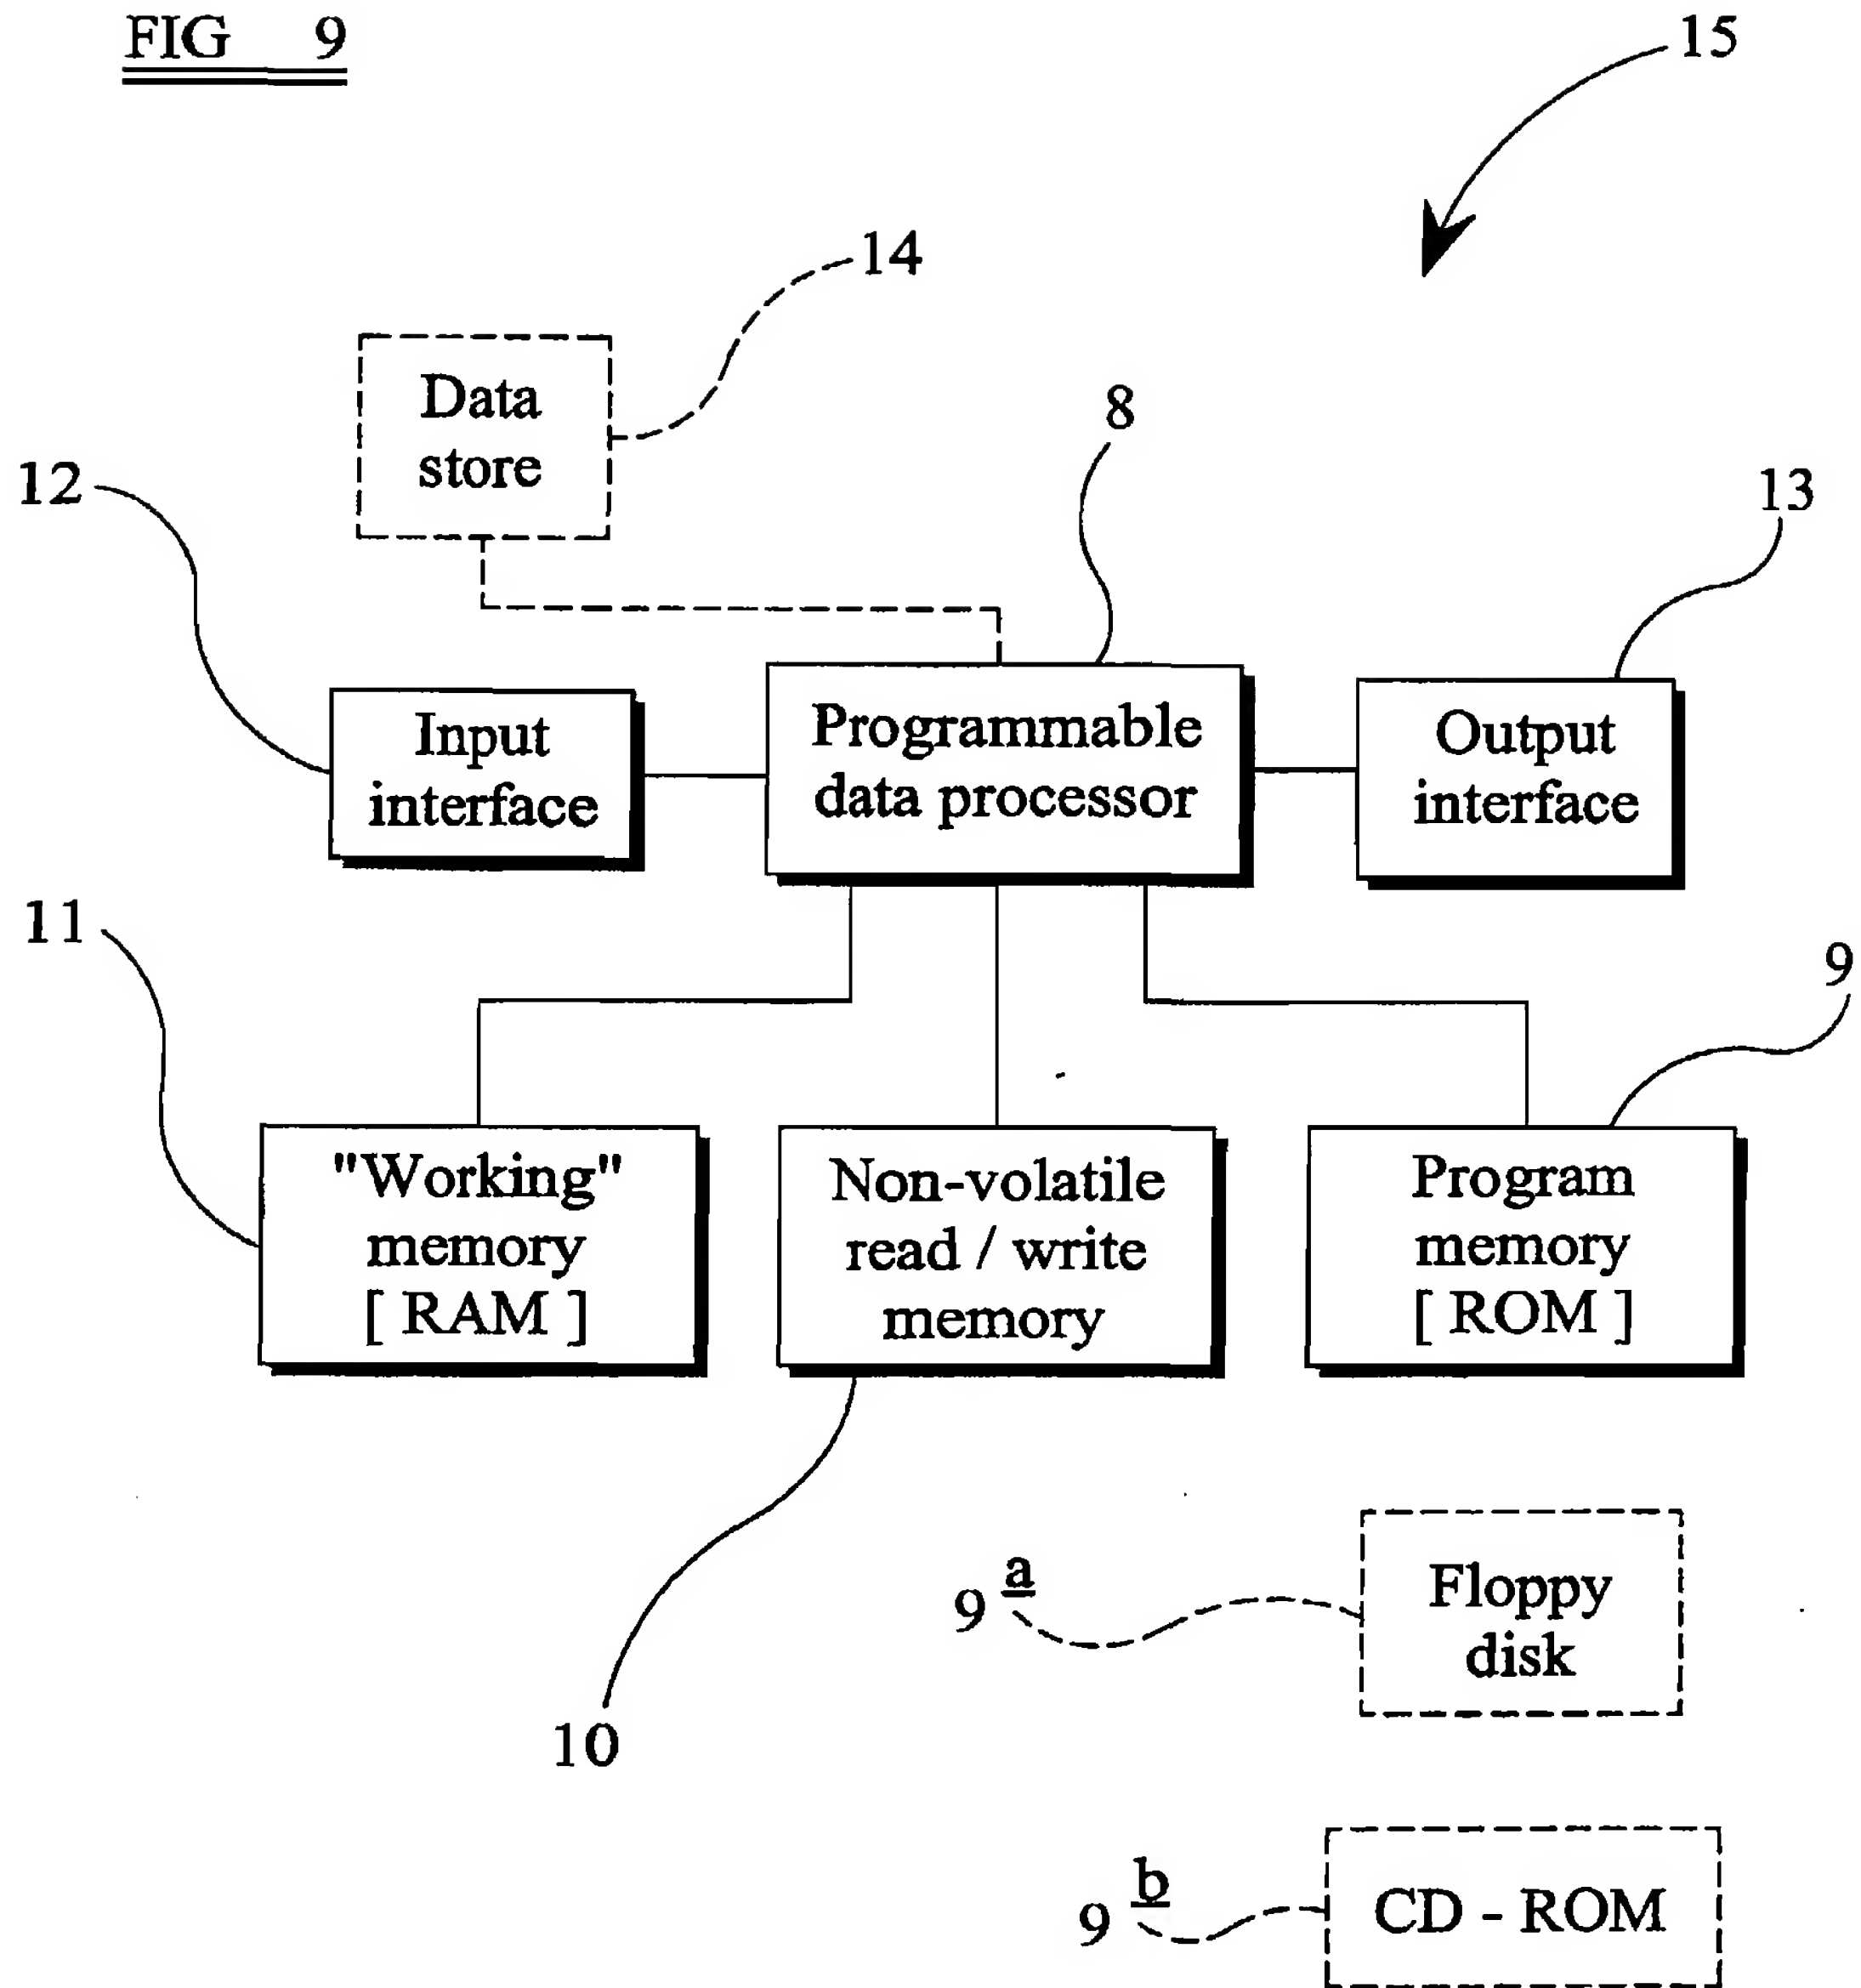 FIG 9
15
14
Data
store
8
12
13
Input
interface
Programmable
data processor
Output
interface
11
9
"Working"
memory
[ RAM ]
Non-volatile
read / write
memory
Program
memory
[ ROM ]
9 a
Floppy
disk
10
9 b
CD - ROM